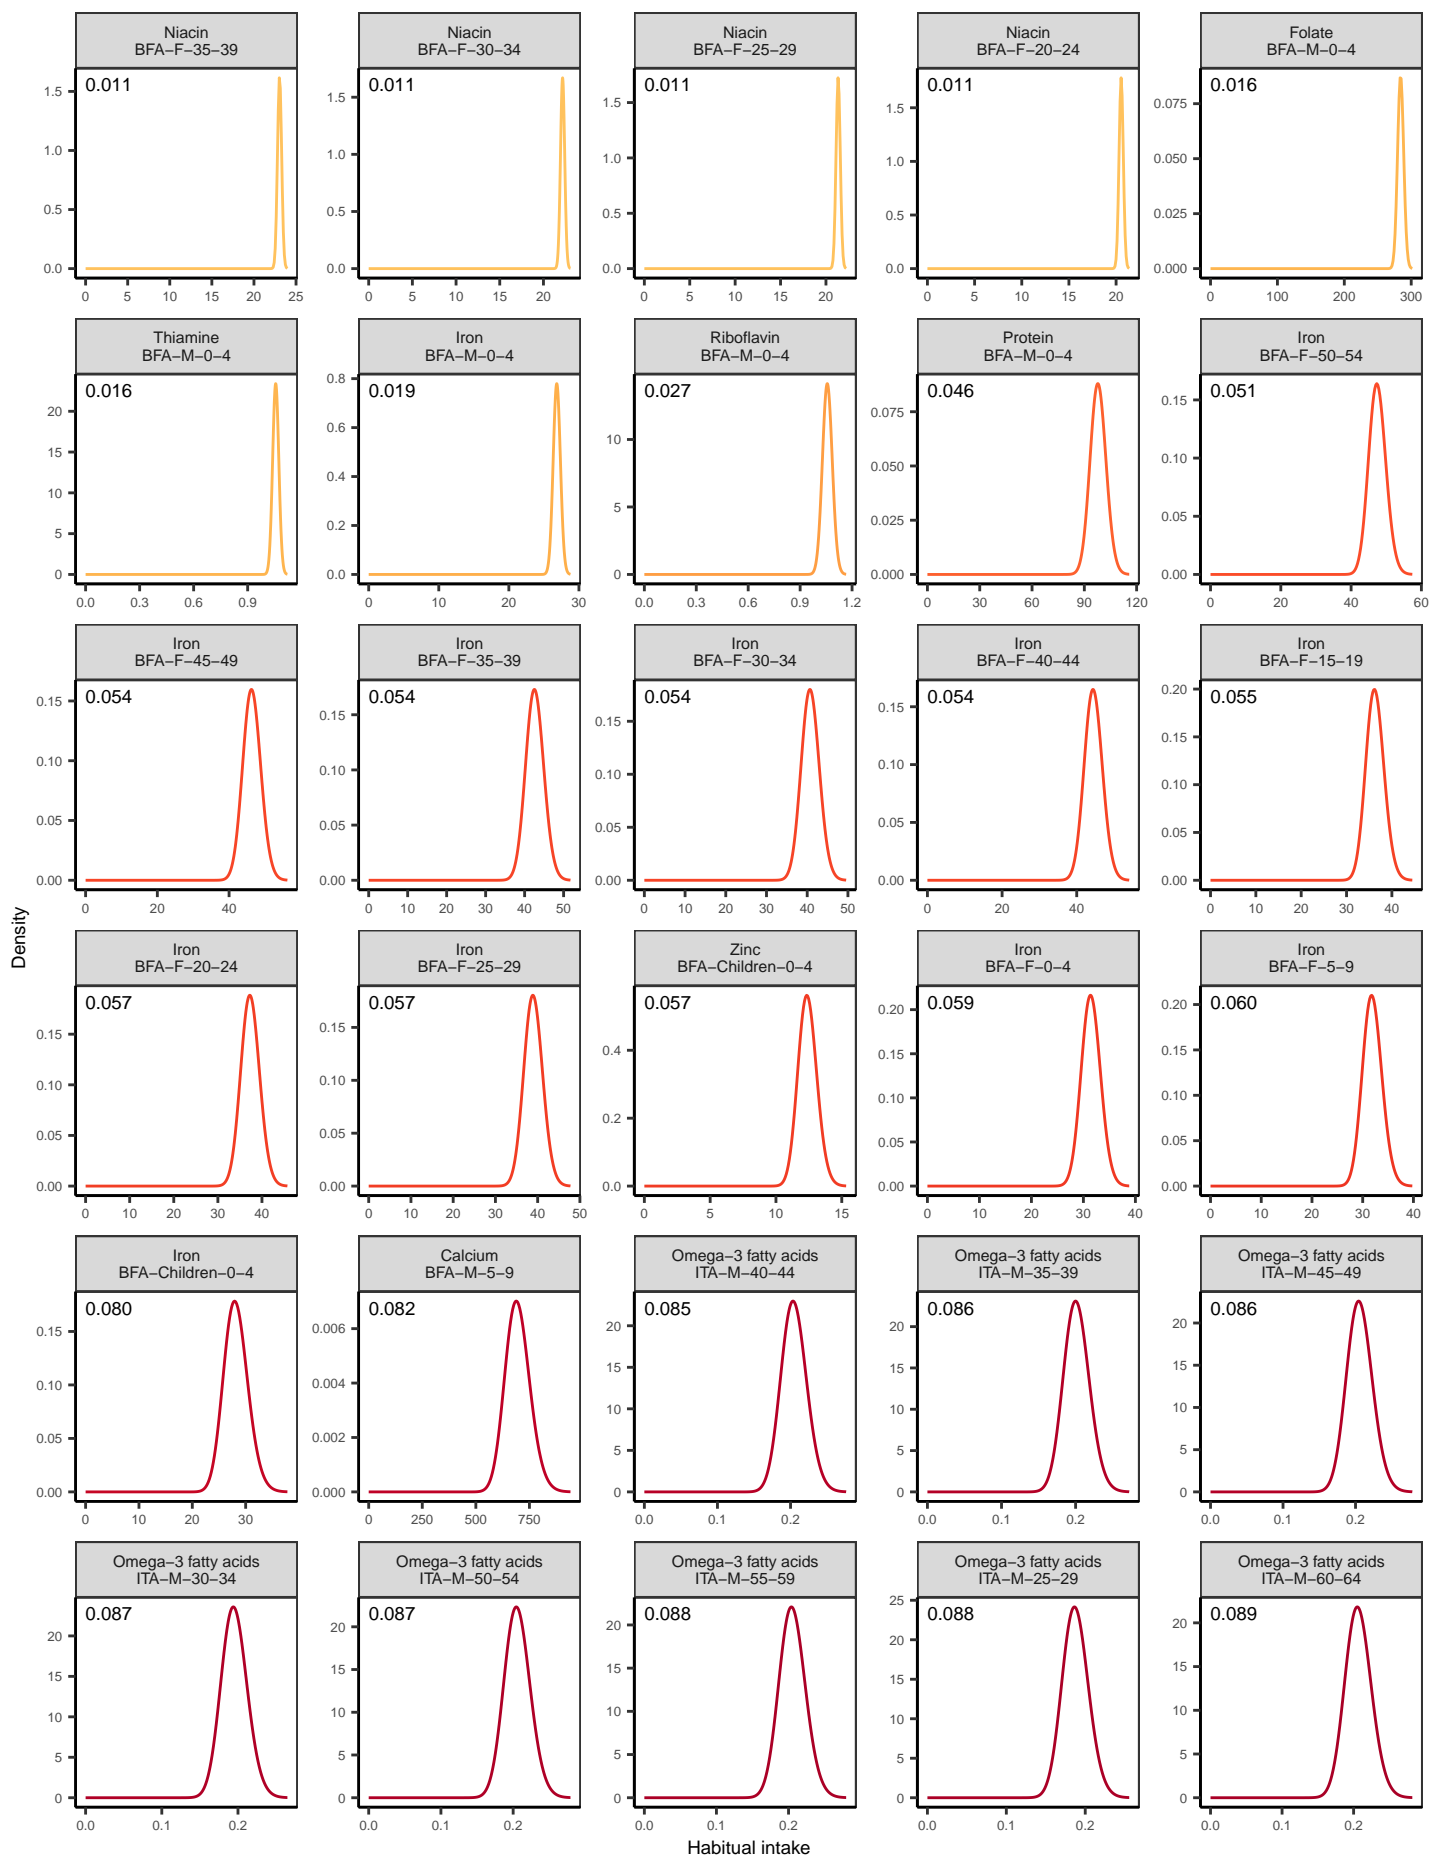 Niacin
BFA−F−35−39
Niacin
BFA−F−30−34
Niacin
BFA−F−25−29
Niacin
BFA−F−20−24
Folate
BFA−M−0−4
0.011
0.011
0.011
0.011
0.016
1.5
1.0
0.5
0.0
0 5 10 15 20 25
1.5
1.0
0.5
0.0
0 5 10 15 20
1.5
1.0
0.5
0.0
0 5 10 15 20
1.5
1.0
0.5
0.0
0 5 10 15 20
0.075
0.050
0.025
0.000
0 100 200 300
Thiamine
BFA−M−0−4
Iron
BFA−M−0−4
Riboflavin
BFA−M−0−4
Protein
BFA−M−0−4
Iron
BFA−F−50−54
0.016
0.019
0.027
0.046
0.051
20
15
10
5
0
0.0 0.3 0.6 0.9
0.8
0.6
0.4
0.2
0.0
0 10 20 30
10
5
0
0.0 0.3 0.6 0.9 1.2
0.075
0.050
0.025
0.000
0 30 60 90 120
0.15
0.10
0.05
0.00
0 20 40 60
Iron
BFA−F−45−49
Iron
BFA−F−35−39
Iron
BFA−F−30−34
Iron
BFA−F−40−44
Iron
BFA−F−15−19
0.054
0.054
0.054
0.054
0.055
0.15
0.10
0.05
0.00
0 20 40
0.15
0.10
0.05
0.00
0 10 20 30 40 50
0.15
0.10
0.05
0.00
0 10 20 30 40 50
0.15
0.10
0.05
0.00
0 20 40
0.20
0.15
0.10
0.05
0.00
0 10 20 30 40
Density
Iron
BFA−F−20−24
Iron
BFA−F−25−29
Zinc
BFA−Children−0−4
Iron
BFA−F−0−4
Iron
BFA−F−5−9
0.057
0.057
0.057
0.059
0.060
0.15
0.10
0.05
0.00
0 10 20 30 40
0.15
0.10
0.05
0.00
0 10 20 30 40 50
0.4
0.2
0.0
0 5 10 15
0.20
0.15
0.10
0.05
0.00
0 10 20 30 40
0.20
0.15
0.10
0.05
0.00
0 10 20 30 40
Iron
BFA−Children−0−4
Calcium
BFA−M−5−9
Omega−3 fatty acids
ITA−M−40−44
Omega−3 fatty acids
ITA−M−35−39
Omega−3 fatty acids
ITA−M−45−49
0.080
0.082
0.085
0.086
0.086
0.15
0.10
0.05
0.00
0 10 20 30
0.006
0.004
0.002
0.000
0 250 500 750
20
15
10
5
0
0.0 0.1 0.2
20
15
10
5
0
0.0 0.1 0.2
20
15
10
5
0
0.0 0.1 0.2
Omega−3 fatty acids
ITA−M−30−34
Omega−3 fatty acids
ITA−M−50−54
Omega−3 fatty acids
ITA−M−55−59
Omega−3 fatty acids
ITA−M−25−29
Omega−3 fatty acids
ITA−M−60−64
0.087
0.087
0.088
0.088
0.089
20
15
10
5
0
0.0 0.1 0.2
20
15
10
5
0
0.0 0.1 0.2
20
15
10
5
0
0.0 0.1 0.2
25
20
15
10
5
0
0.0 0.1 0.2
20
15
10
5
0
0.0 0.1 0.2
Habitual intake